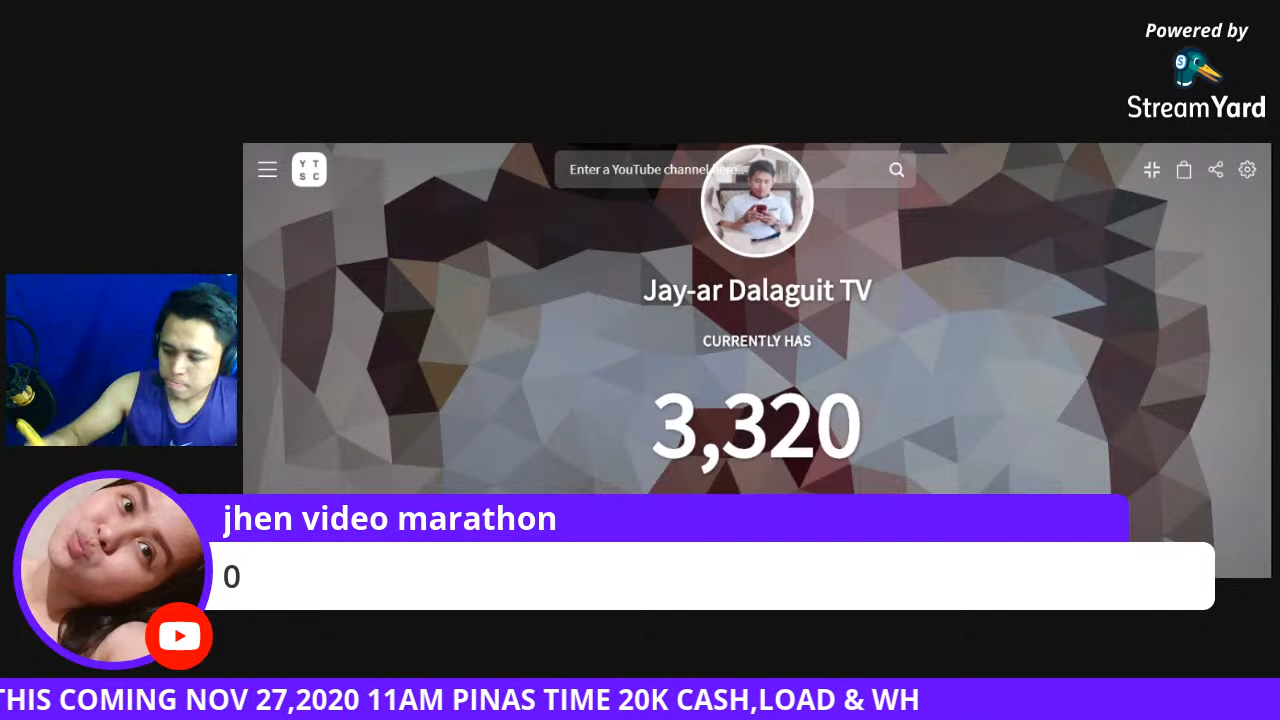 Powered by
StreamYard
Y T
S C
Enter a YouTube channel here...
Jay-ar Dalaguit TV
CURRENTLY HAS
3,320
jhen video marathon
0
THIS COMING NOV 27,2020 11AM PINAS TIME 20K CASH,LOAD & WH